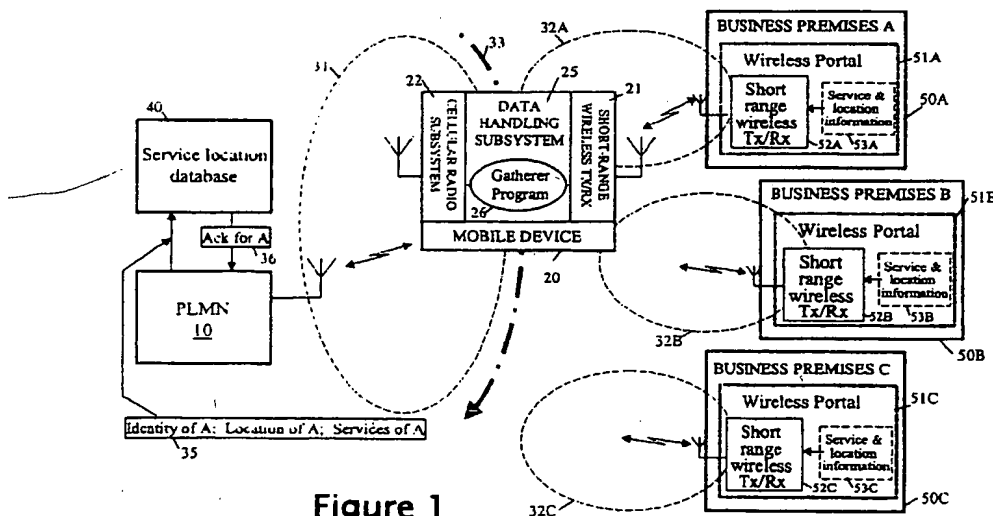 BUSINESS PREMISES A
Wireless Portal
Short
range
wireless
Tx/Rx
Service &
location
information
51A
50A
52A
53A
31
33
32A
22
25
21
CELLULAR RADIO
SUBSYSTEM
DATA
HANDLING
SUBSYSTEM
Gatherer
Program
26
SHORT-RANGE
WIRELESS TX/RX
MOBILE DEVICE
20
40
Service location
database
Ack for A
36
PLMN
10
Identity of A; Location of A; Services of A
35
BUSINESS PREMISES B
Wireless Portal
Short
range
wireless
Tx/Rx
Service &
location
information
51B
52B
53B
50B
32B
BUSINESS PREMISES C
Wireless Portal
Short
range
wireless
Tx/Rx
Service &
location
information
51C
52C
53C
50C
32C
Figure 1